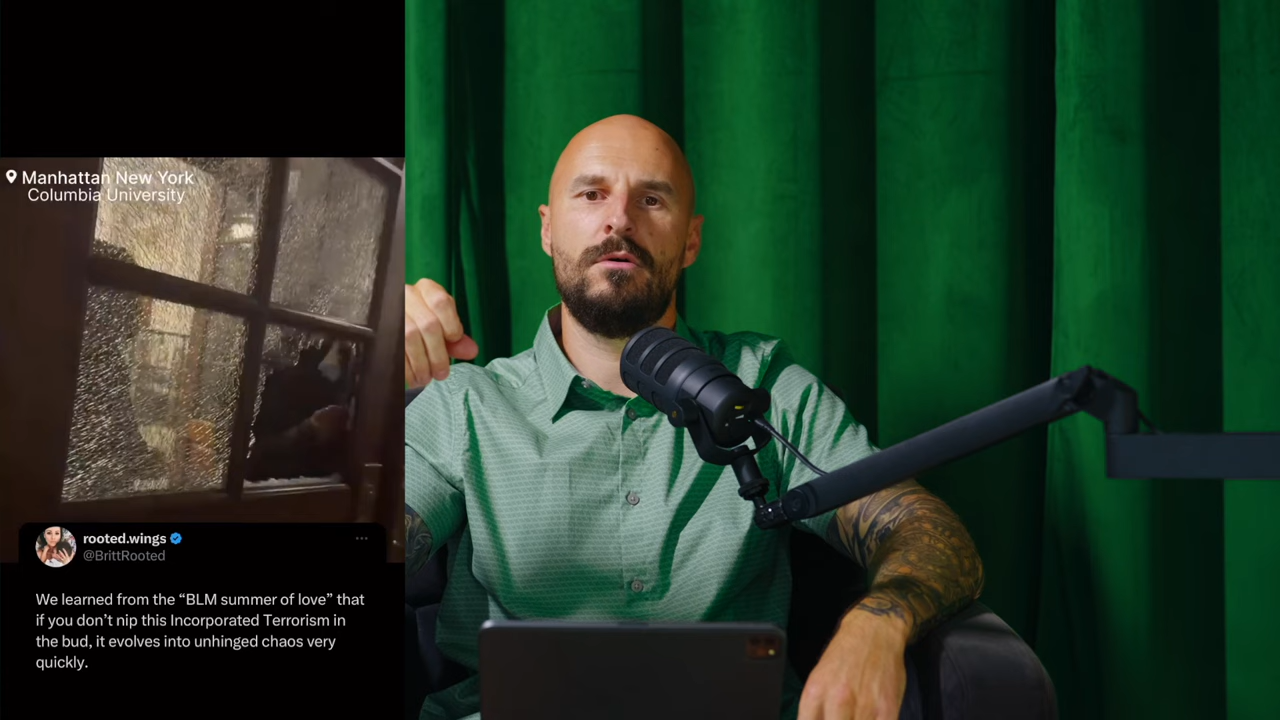 Manhattan New York
Columbia University
rooted.wings
@BrittRooted
We learned from the “BLM summer of love” that
if you don’t nip this Incorporated Terrorism in
the bud, it evolves into unhinged chaos very
quickly.